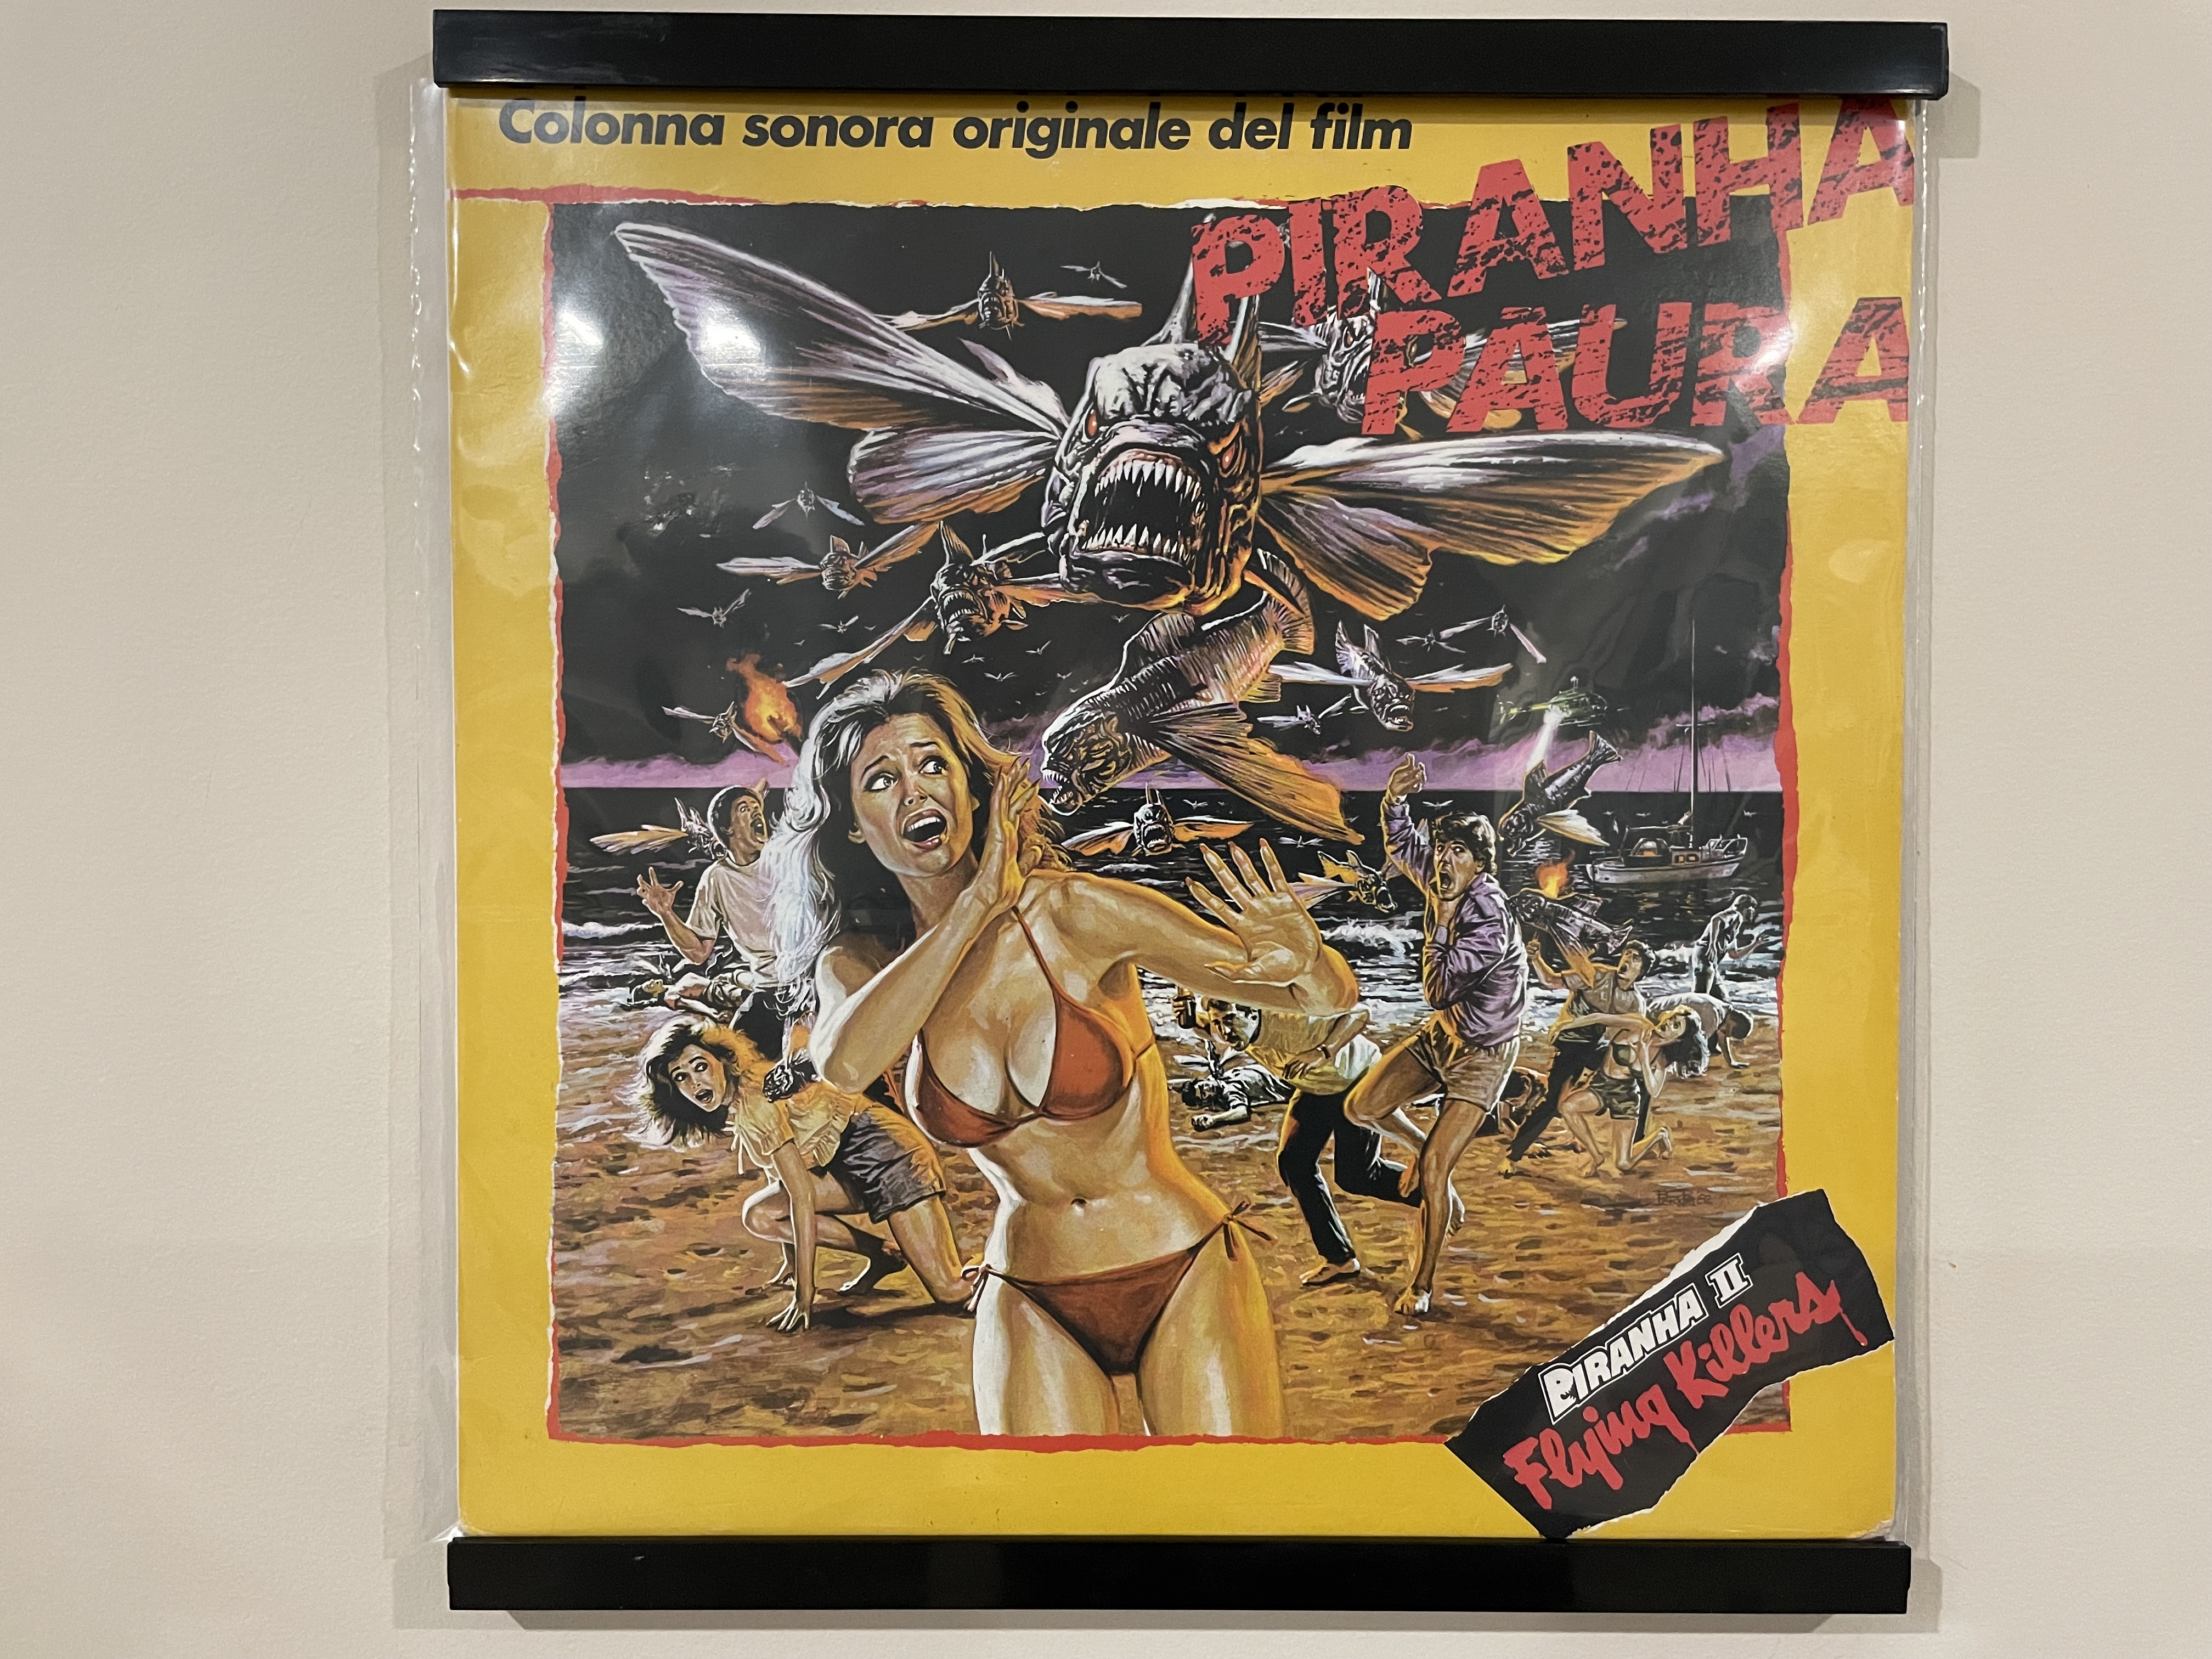 Colonna sonora originale del film
PIRANHA
PAURA
PIRANHA II
Flying Killers